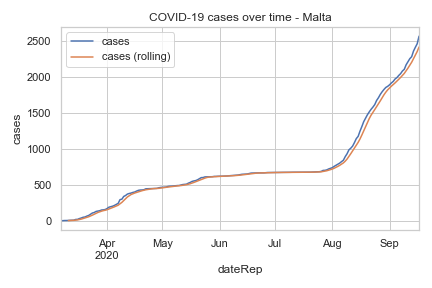 COVID-19 cases over time - Malta
cases
cases (rolling)
2500
2000
1500
1000
500
0
cases
Apr
2020
May
Jun
Jul
Aug
Sep
dateRep